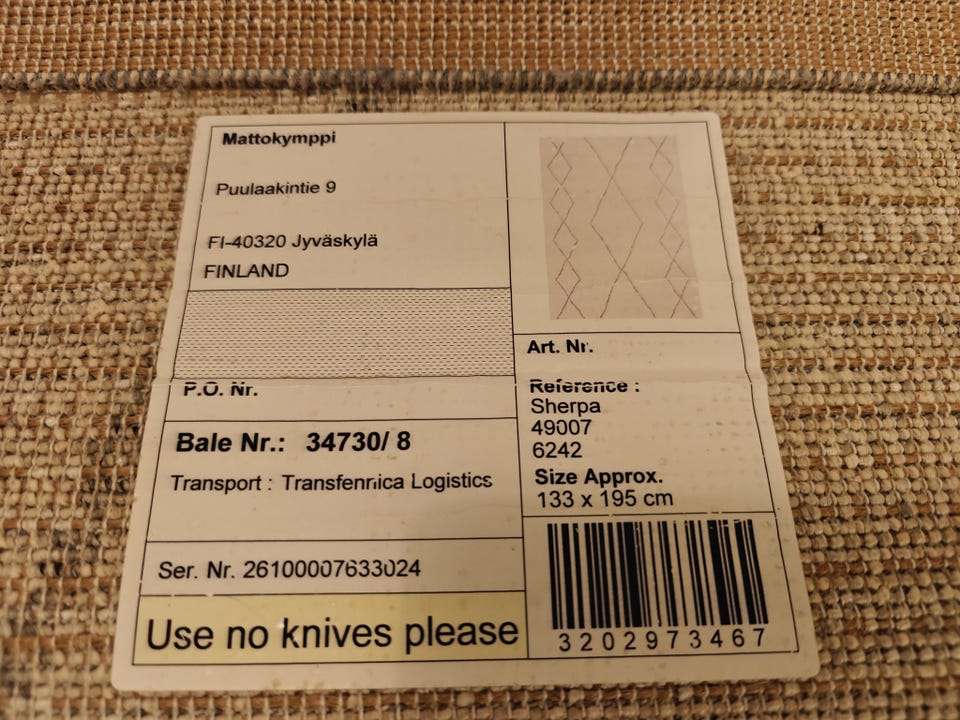 Mattokymppi
Puulaakintie 9
FI-40320 Jyväskylä
FINLAND
P.O. Nr.
Bale Nr.: 34730/ 8
Transport : Transfennica Logistics
Ser. Nr. 26100007633024
Use no knives please
Art. Nr.
Reference :
Sherpa
49007
6242
Size Approx.
133 x 195 cm
3202973467